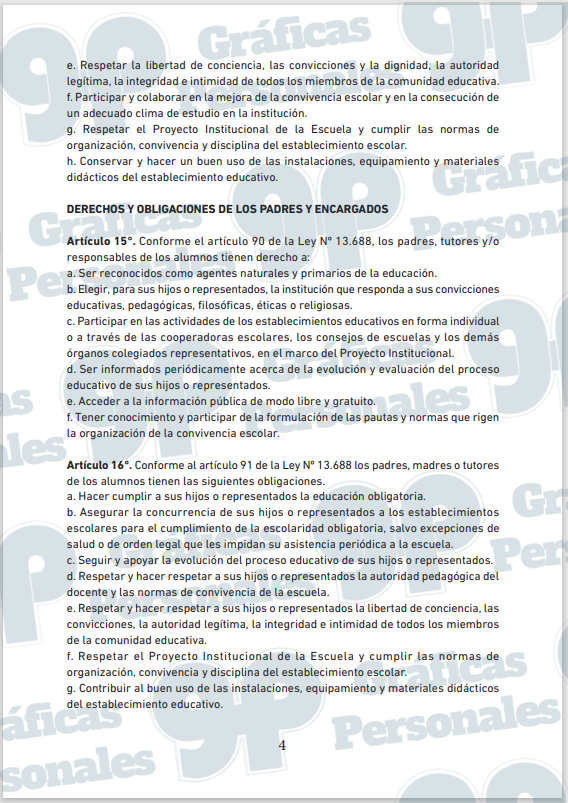 e. Respetar la libertad de conciencia, las convicciones y la dignidad, la autoridad
legítima, la integridad e intimidad de todos los miembros de la comunidad educativa.
f. Participar y colaborar en la mejora de la convivencia escolar y en la consecución de
un adecuado clima de estudio en la institución.
g. Respetar el Proyecto Institucional de la Escuela y cumplir las normas de
organización, convivencia y disciplina del establecimiento escolar.
h. Conservar y hacer un buen uso de las instalaciones, equipamiento y materiales
didácticos del establecimiento educativo.
DERECHOS Y OBLIGACIONES DE LOS PADRES Y ENCARGADOS
Artículo 15°. Conforme el artículo 90 de la Ley Nº 13.688, los padres, tutores y/o
responsables de los alumnos tienen derecho a:
a. Ser reconocidos como agentes naturales y primarios de la educación.
b. Elegir, para sus hijos o representados, la institución que responda a sus convicciones
educativas, pedagógicas, filosóficas, éticas o religiosas.
c. Participar en las actividades de los establecimientos educativos en forma individual
o a través de las cooperadoras escolares, los consejos de escuelas y los demás
órganos colegiados representativos, en el marco del Proyecto Institucional.
d. Ser informados periódicamente acerca de la evolución y evaluación del proceso
educativo de sus hijos o representados.
e. Acceder a la información pública de modo libre y gratuito.
f. Tener conocimiento y participar de la formulación de las pautas y normas que rigen
la organización de la convivencia escolar.
Artículo 16°. Conforme al artículo 91 de la Ley Nº 13.688 los padres, madres o tutores
de los alumnos tienen las siguientes obligaciones.
a. Hacer cumplir a sus hijos o representados la educación obligatoria.
b. Asegurar la concurrencia de sus hijos o representados a los establecimientos
escolares para el cumplimiento de la escolaridad obligatoria, salvo excepciones de
salud o de orden legal que les impidan su asistencia periódica a la escuela.
c. Seguir y apoyar la evolución del proceso educativo de sus hijos o representados.
d. Respetar y hacer respetar a sus hijos o representados la autoridad pedagógica del
docente y las normas de convivencia de la escuela.
e. Respetar y hacer respetar a sus hijos o representados la libertad de conciencia, las
convicciones, la autoridad legítima, la integridad e intimidad de todos los miembros
de la comunidad educativa.
f. Respetar el Proyecto Institucional de la Escuela y cumplir las normas de
organización, convivencia y disciplina del establecimiento escolar.
g. Contribuir al buen uso de las instalaciones, equipamiento y materiales didácticos
del establecimiento educativo.
4
gp Gráficas Personales